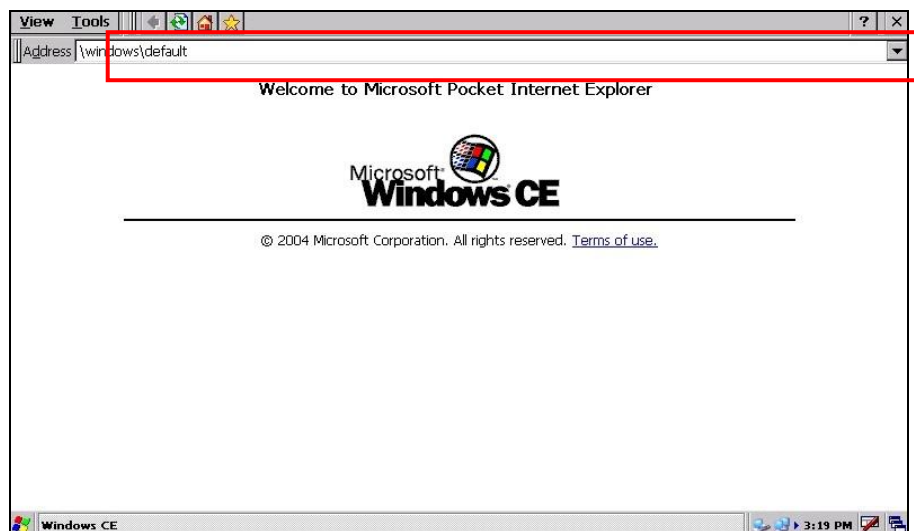 View Tools ? ×
Address \windows\default
Welcome to Microsoft Pocket Internet Explorer
Microsoft®
Windows CE
© 2004 Microsoft Corporation. All rights reserved. Terms of use.
Windows CE 3:19 PM